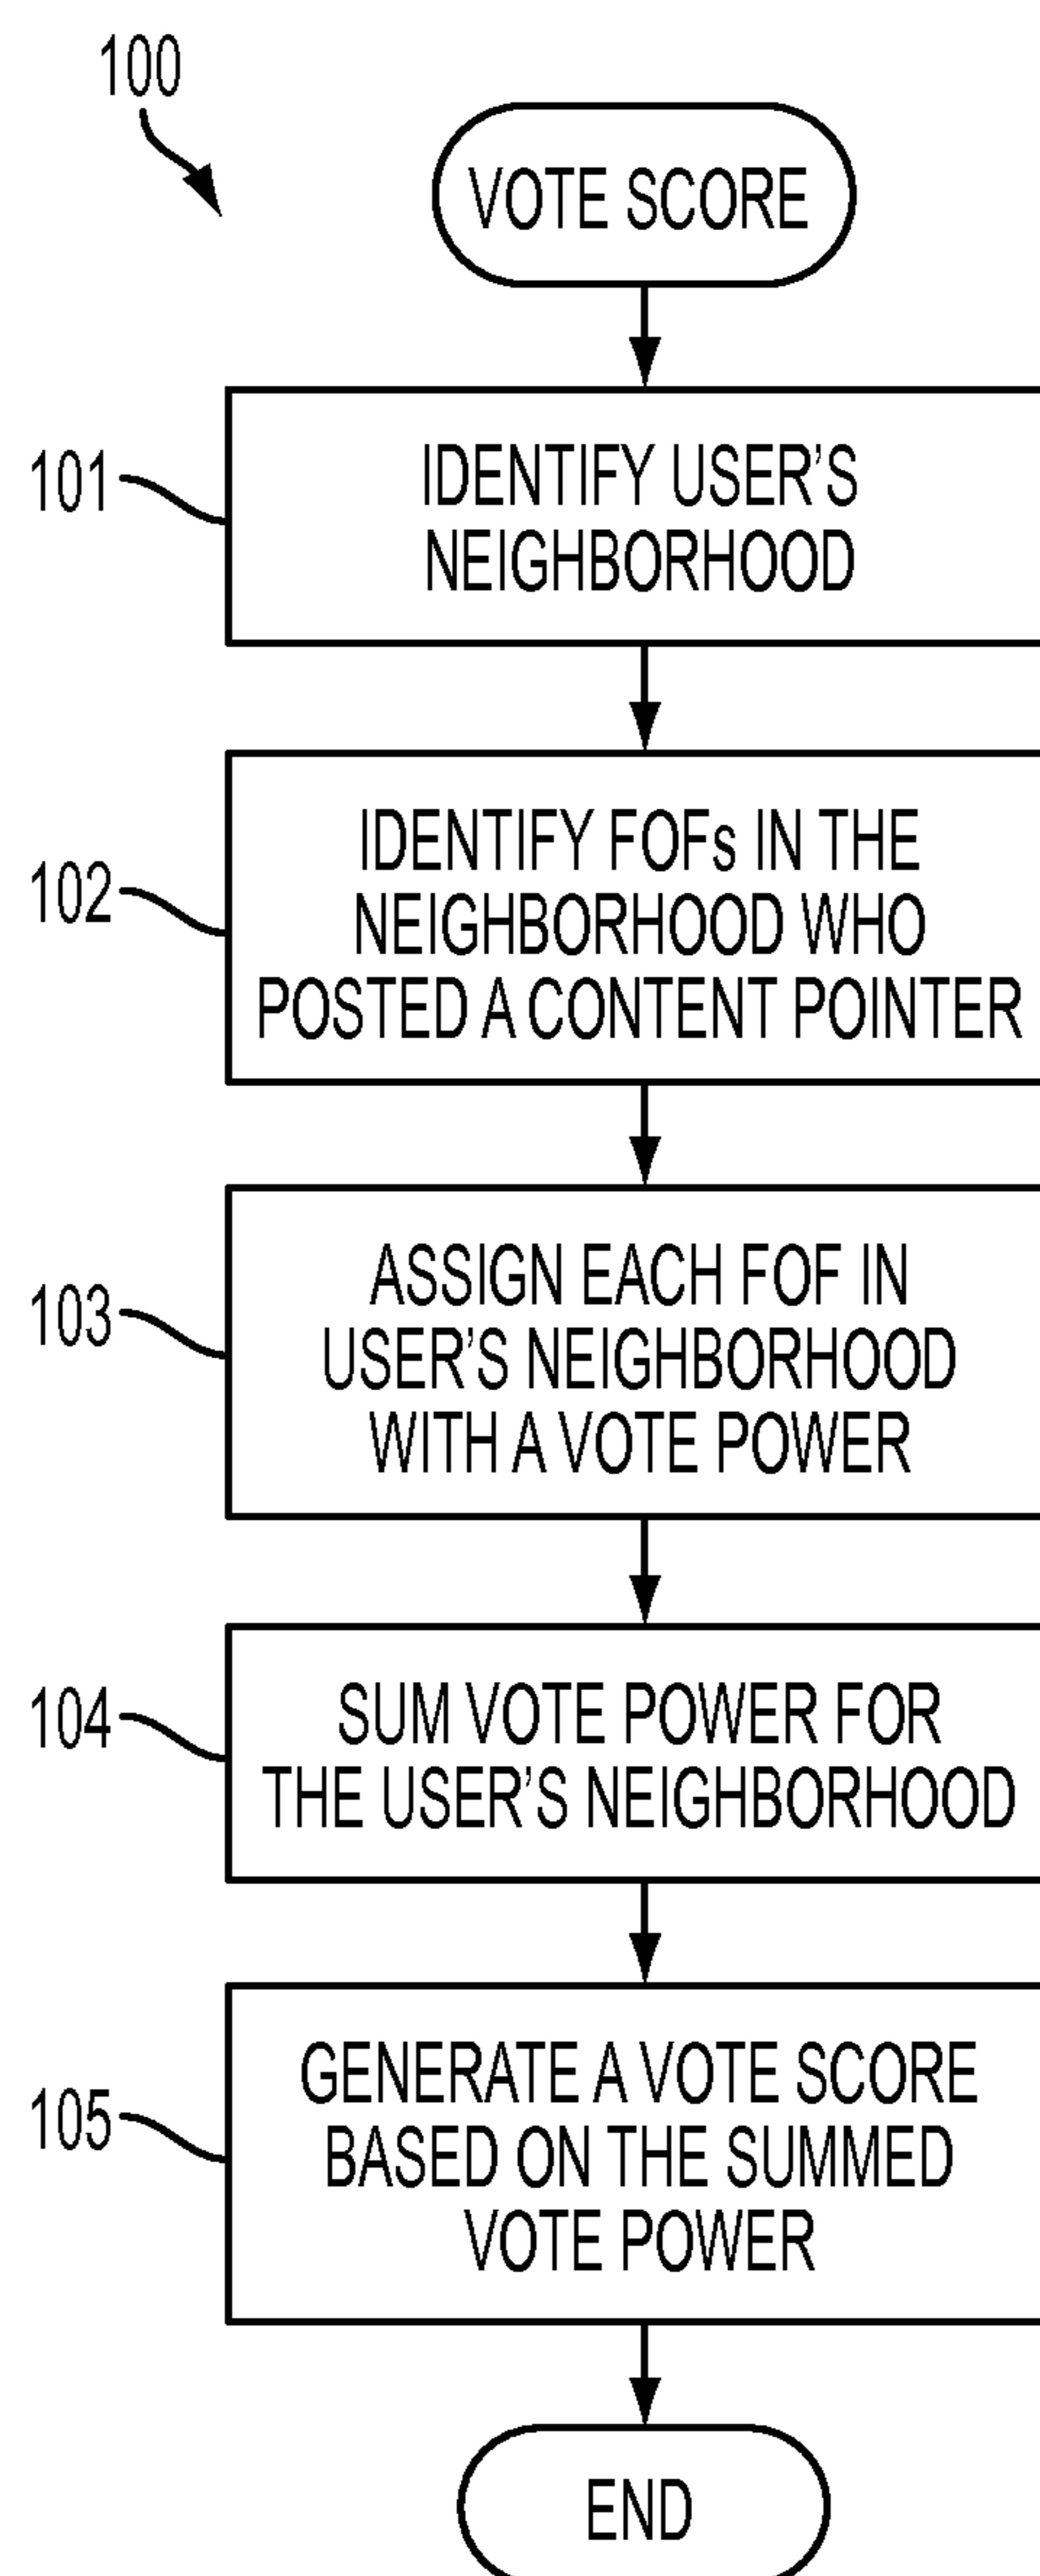 100
VOTE SCORE
101
IDENTIFY USER'S
NEIGHBORHOOD
102
IDENTIFY FOFs IN THE
NEIGHBORHOOD WHO
POSTED A CONTENT POINTER
103
ASSIGN EACH FOF IN
USER'S NEIGHBORHOOD
WITH A VOTE POWER
104
SUM VOTE POWER FOR
THE USER'S NEIGHBORHOOD
105
GENERATE A VOTE SCORE
BASED ON THE SUMMED
VOTE POWER
END